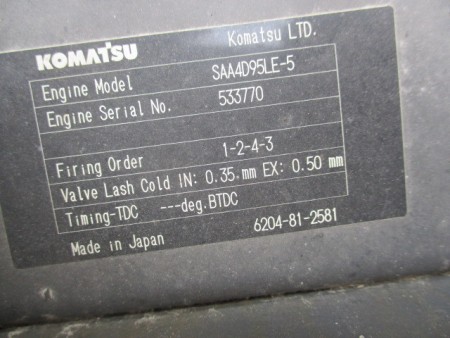 KOMATSU Komatsu LTD.
Engine Model SAA4D95LE-5
Engine Serial No. 533770
Firing Order 1-2-4-3
Valve Lash Cold IN: 0.35.mm EX: 0.50 mm
Timing-TDC ---deg.BTDC
Made in Japan 6204-81-2581